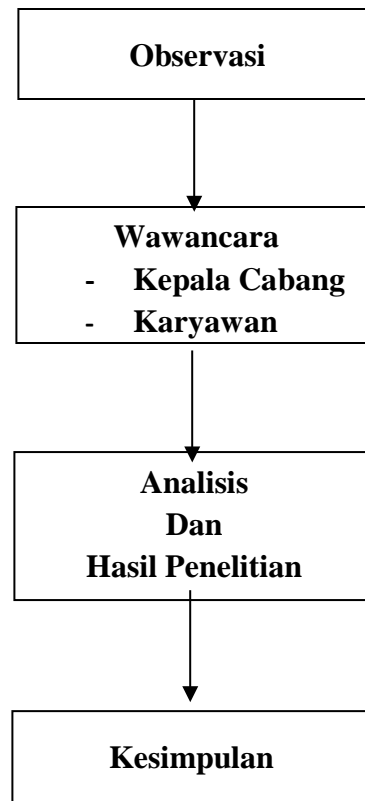 Observasi
Wawancara
- Kepala Cabang
- Karyawan
Analisis
Dan
Hasil Penelitian
Kesimpulan